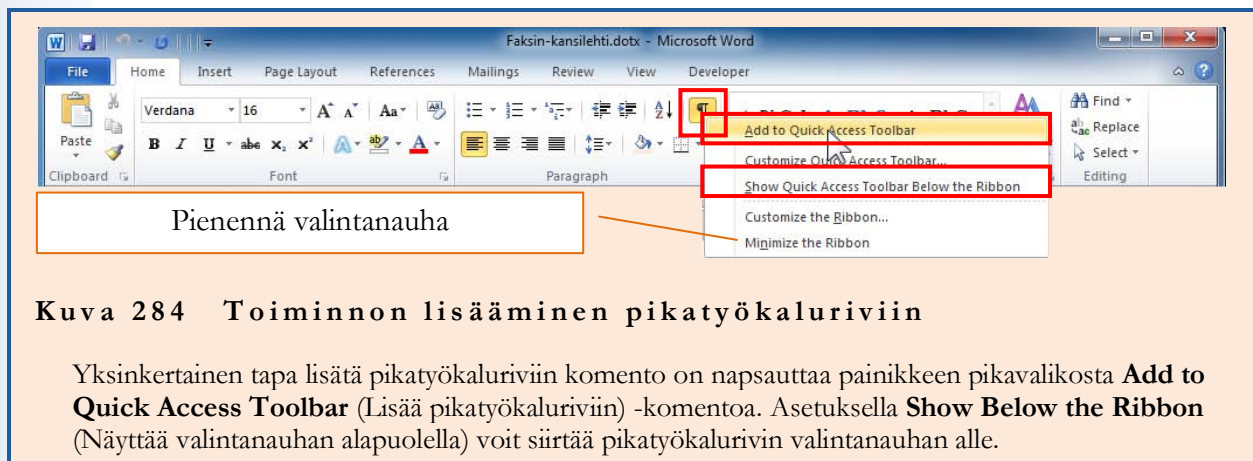 Faksin-kansilehti.dotx - Microsoft Word
File Home Insert Page Layout References Mailings Review View Developer
Verdana 16 Aa Find
Paste B I U abe x₂ x² A Replace
Select
Clipboard Font Paragraph Editing
Add to Quick Access Toolbar
Customize Quick Access Toolbar...
Show Quick Access Toolbar Below the Ribbon
Customize the Ribbon...
Minimize the Ribbon
Pienennä valintanauha
Kuva 284 Toiminnon lisääminen pikatyökaluriviin
Yksinkertainen tapa lisätä pikatyökaluriviin komento on napsauttaa painikkeen pikavalikosta Add to
Quick Access Toolbar (Lisää pikatyökaluriviin) -komentoa. Asetuksella Show Below the Ribbon
(Näyttää valintanauhan alapuolella) voit siirtää pikatyökalurivin valintanauhan alle.